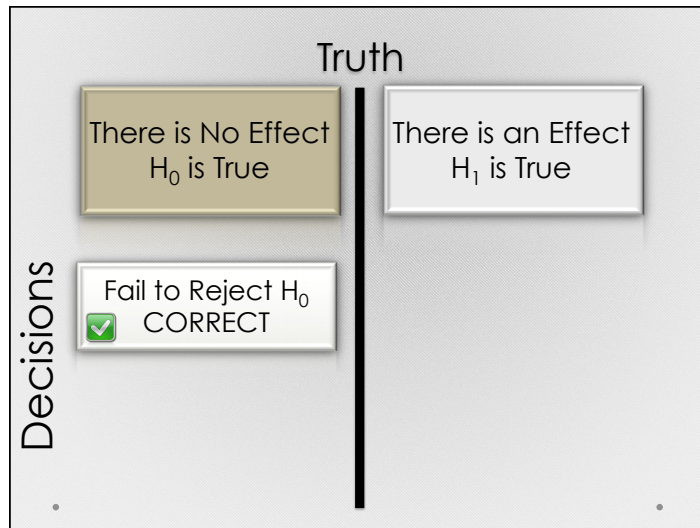 Truth
There is No Effect
H₀ is True
There is an Effect
H₁ is True
Decisions
Fail to Reject H₀
CORRECT